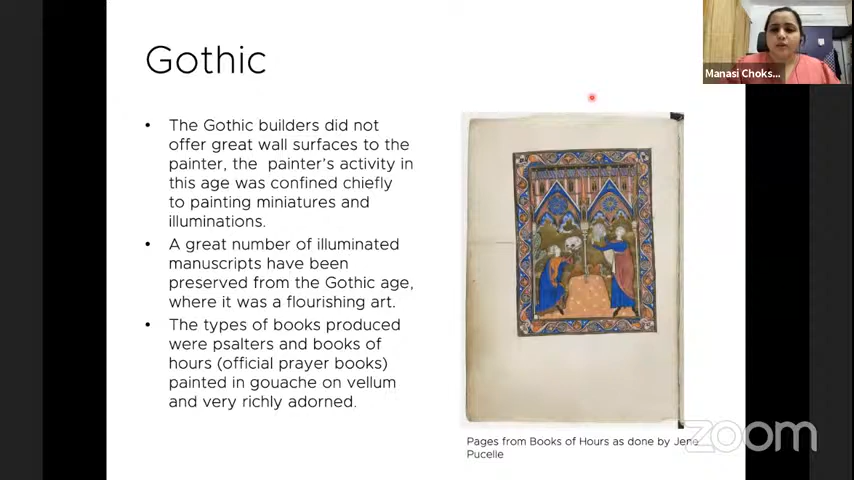 Gothic
Manasi Choks...
• The Gothic builders did not
offer great wall surfaces to the
painter, the painter's activity in
this age was confined chiefly
to painting miniatures and
illuminations.
• A great number of illuminated
manuscripts have been
preserved from the Gothic age,
where it was a flourishing art.
• The types of books produced
were psalters and books of
hours (official prayer books)
painted in gouache on vellum
and very richly adorned.
Pages from Books of Hours as done by Jene
Pucelle
zoom